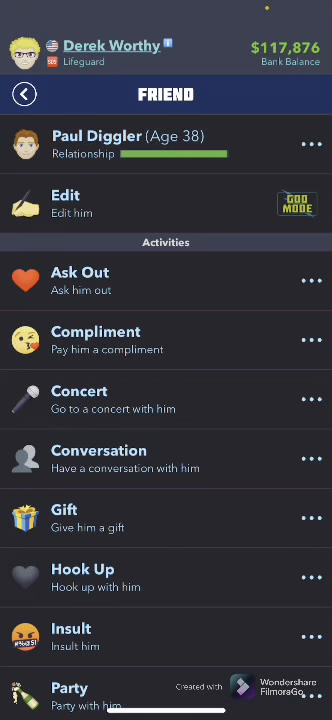 Derek Worthy
$117,876
SOS Lifeguard
Bank Balance
FRIEND
Paul Diggler (Age 38)
Relationship
Edit
Edit him
GOD MODE
Activities
Ask Out
Ask him out
Compliment
Pay him a compliment
Concert
Go to a concert with him
Conversation
Have a conversation with him
Gift
Give him a gift
Hook Up
Hook up with him
Insult
Insult him
Party
Party with him
Created with
Wondershare
FilmoraGo